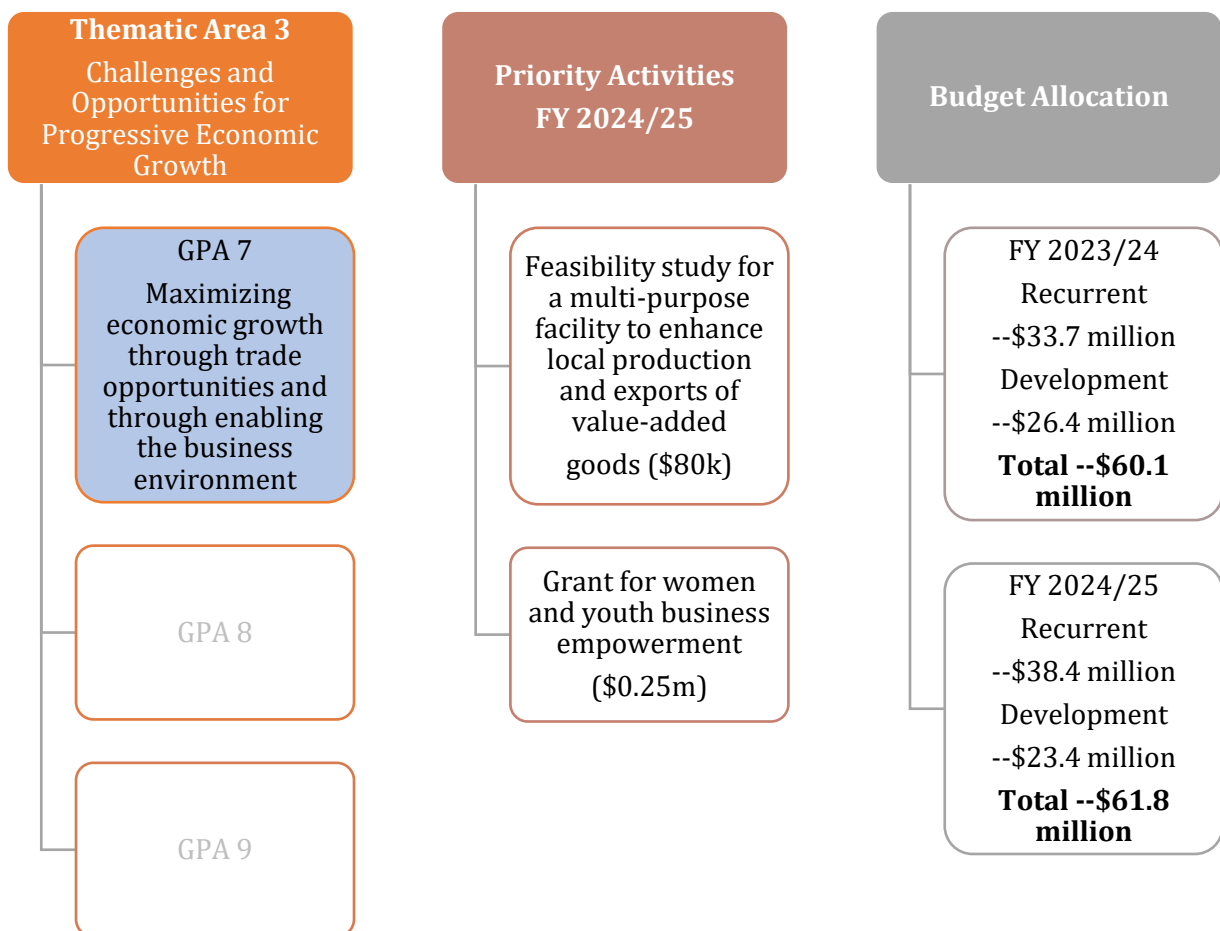 Thematic Area 3
Challenges and
Opportunities for
Progressive Economic
Growth
GPA 7
Maximizing
economic growth
through trade
opportunities and
through enabling
the business
environment
GPA 8
GPA 9
Priority Activities
FY 2024/25
Feasibility study for
a multi-purpose
facility to enhance
local production
and exports of
value-added
goods ($80k)
Grant for women
and youth business
empowerment
($0.25m)
Budget Allocation
FY 2023/24
Recurrent
--$33.7 million
Development
--$26.4 million
Total --$60.1
million
FY 2024/25
Recurrent
--$38.4 million
Development
--$23.4 million
Total --$61.8
million